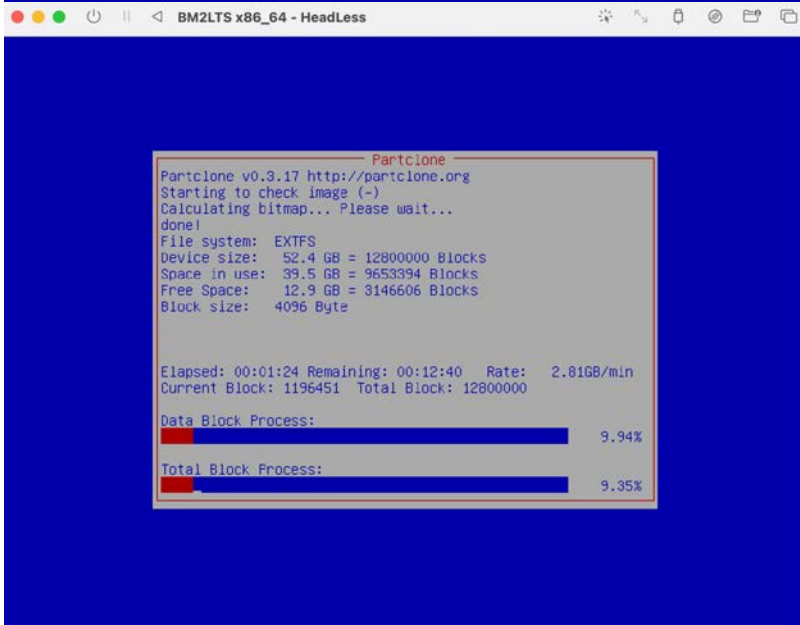 BM2LTS x86_64 - HeadLess
Partclone
Partclone v0.3.17 http://partclone.org
Starting to check image (-)
Calculating bitmap... Please wait...
done!
File system:  EXTFS
Device size:   52.4 GB = 12800000 Blocks
Space in use:  39.5 GB = 9653394 Blocks
Free Space:    12.9 GB = 3146606 Blocks
Block size:   4096 Byte
Elapsed: 00:01:24 Remaining: 00:12:40   Rate:   2.81GB/min
Current Block: 1196451  Total Block: 12800000
Data Block Process:
9.94%
Total Block Process:
9.35%